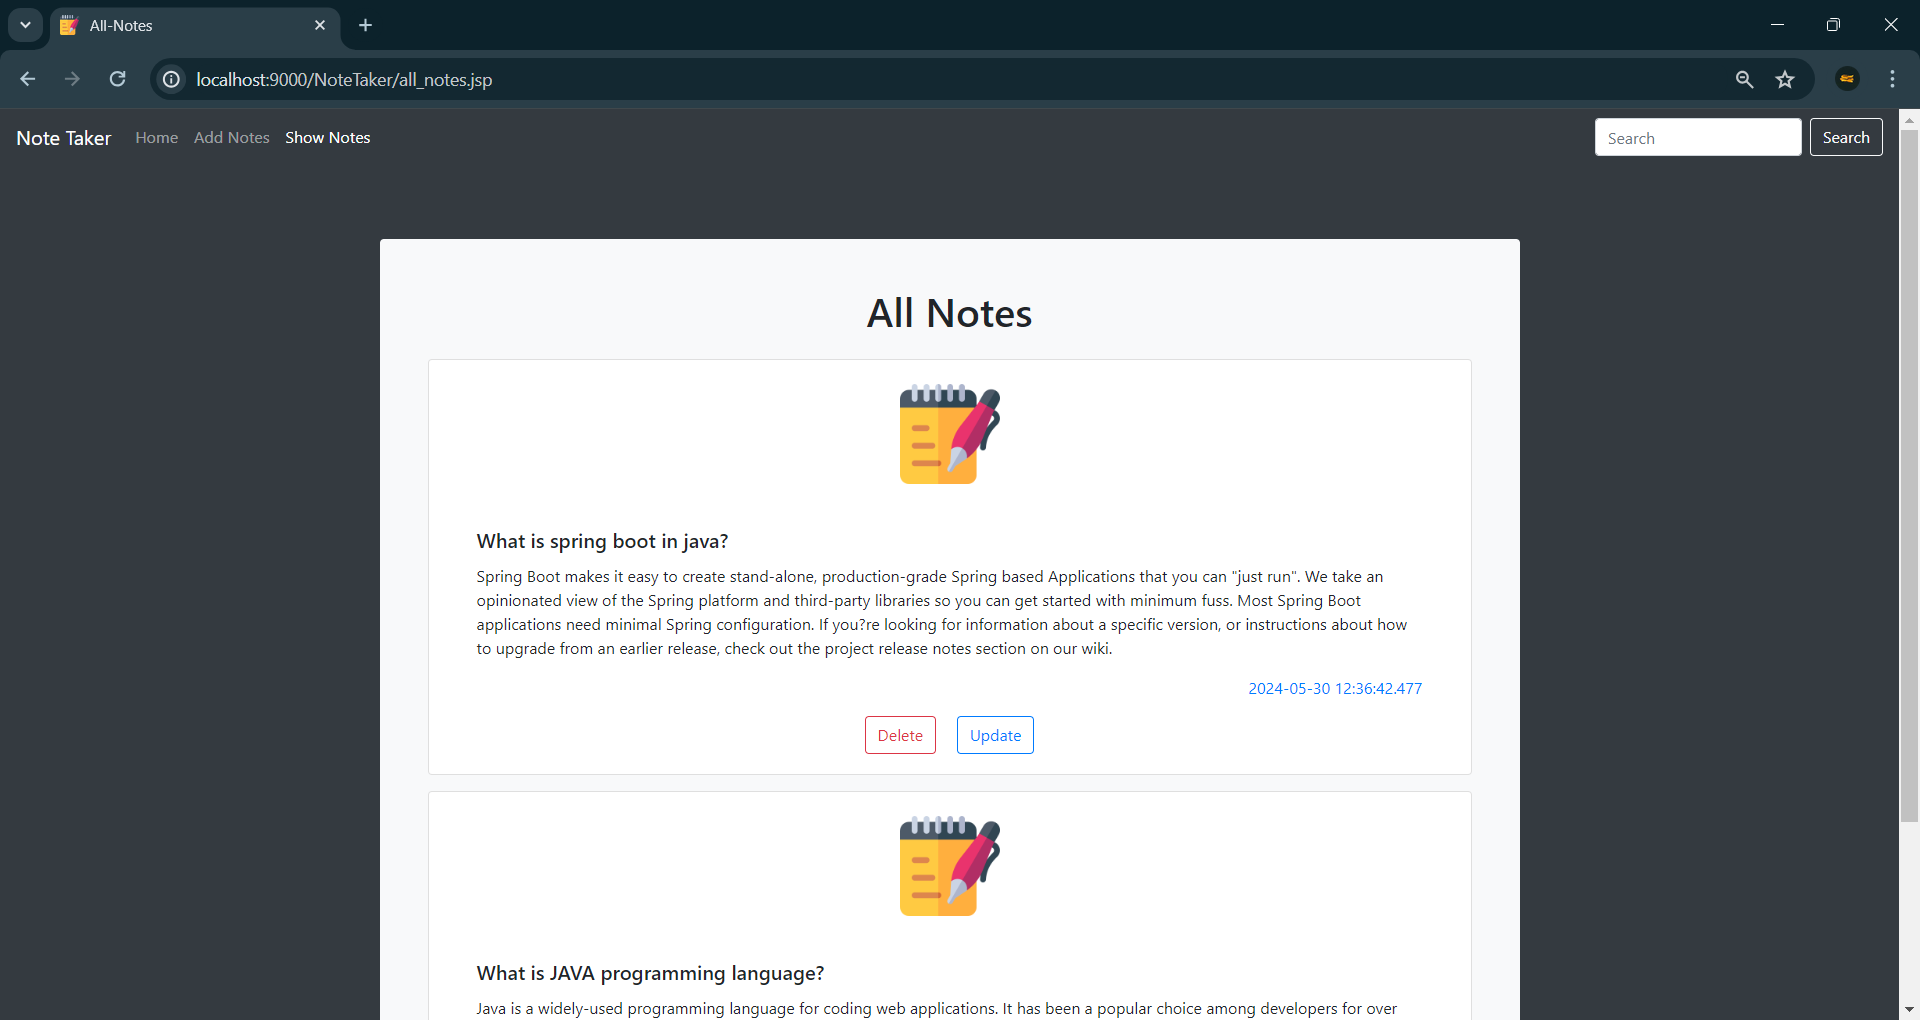 All-Notes
localhost:9000/NoteTaker/all_notes.jsp
Note Taker Home Add Notes Show Notes Search Search
All Notes
What is spring boot in java?
Spring Boot makes it easy to create stand-alone, production-grade Spring based Applications that you can "just run". We take an
opinionated view of the Spring platform and third-party libraries so you can get started with minimum fuss. Most Spring Boot
applications need minimal Spring configuration. If you?re looking for information about a specific version, or instructions about how
to upgrade from an earlier release, check out the project release notes section on our wiki.
2024-05-30 12:36:42.477
Delete Update
What is JAVA programming language?
Java is a widely-used programming language for coding web applications. It has been a popular choice among developers for over